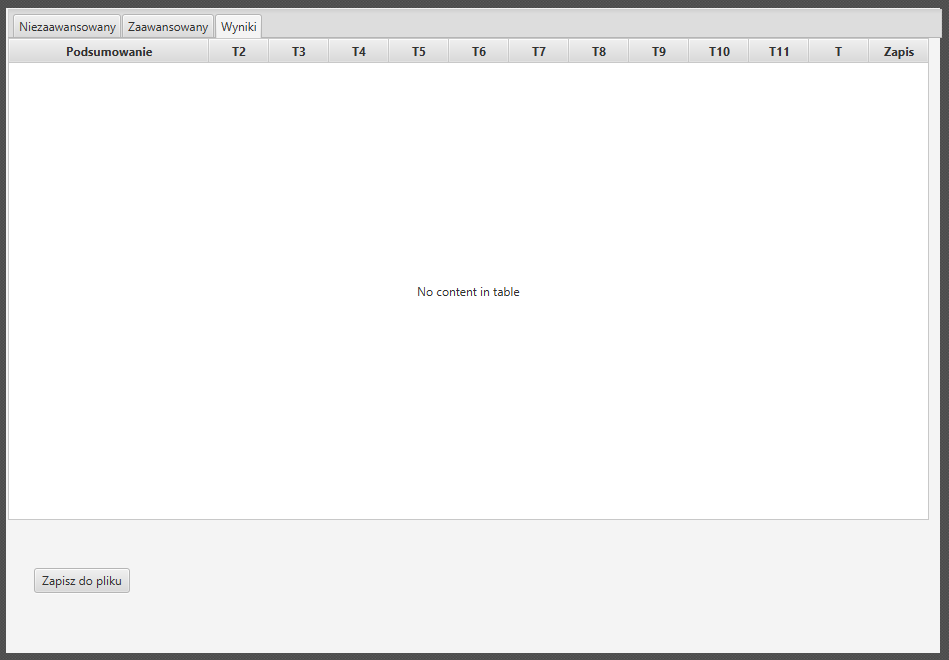 Niezaawansowany Zaawansowany Wyniki
Podsumowanie T2 T3 T4 T5 T6 T7 T8 T9 T10 T11 T Zapis
No content in table
Zapisz do pliku